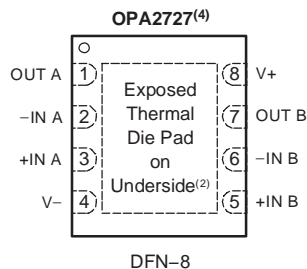 OPA2727(4)
OUT A 1 8 V+
−IN A 2 7 OUT B
+IN A 3 6 −IN B
V− 4 5 +IN B
Exposed
Thermal
Die Pad
on
Underside(2)
DFN−8